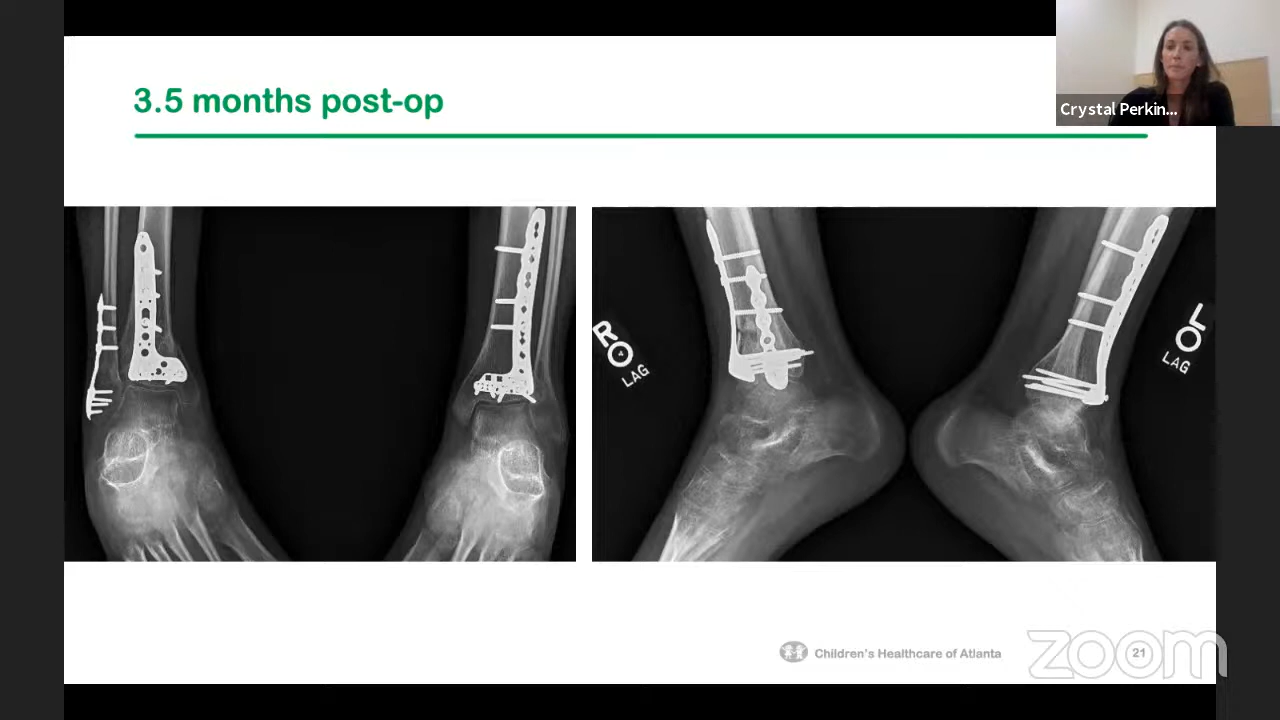 3.5 months post-op
Crystal Perkin...
R
LAG
L
LAG
Children's Healthcare of Atlanta
21
zoom